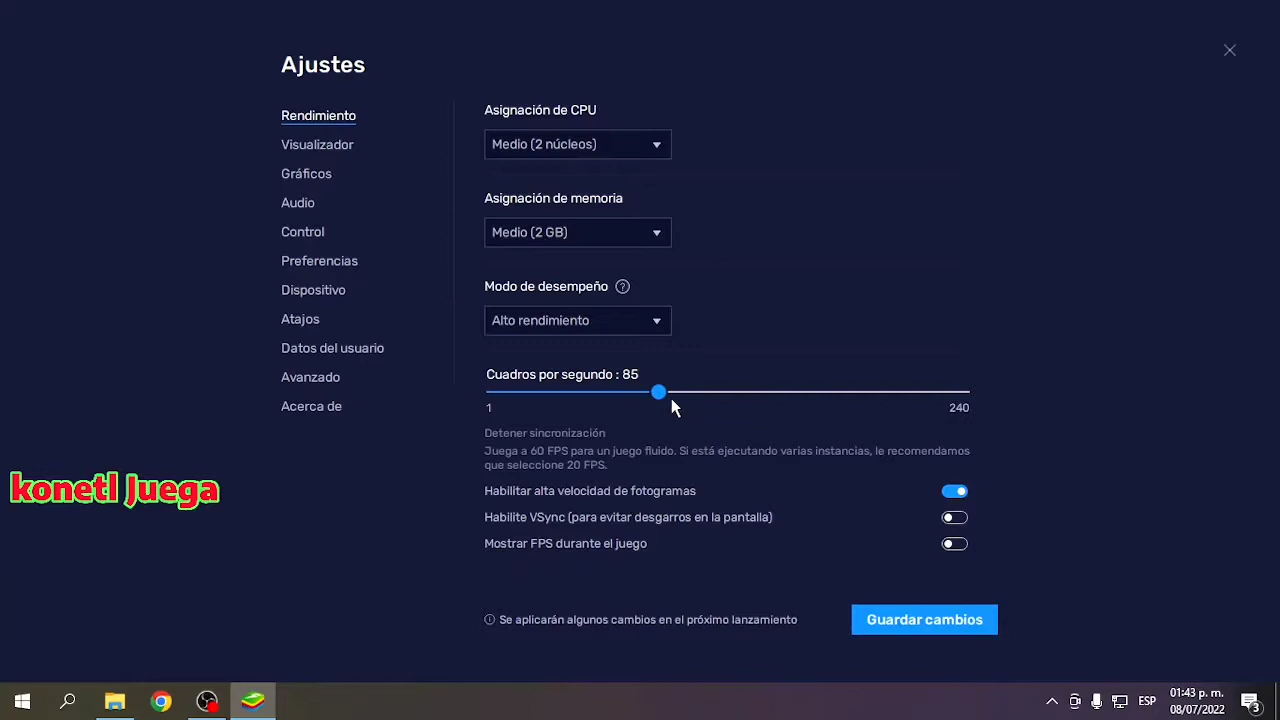 Ajustes
Rendimiento
Visualizador
Gráficos
Audio
Control
Preferencias
Dispositivo
Atajos
Datos del usuario
Avanzado
Acerca de
Asignación de CPU
Medio (2 núcleos)
Asignación de memoria
Medio (2 GB)
Modo de desempeño ?
Alto rendimiento
Cuadros por segundo : 85
1 240
Detener sincronización
Juega a 60 FPS para un juego fluido. Si está ejecutando varias instancias, le recomendamos
que seleccione 20 FPS.
Habilitar alta velocidad de fotogramas
Habilite VSync (para evitar desgarros en la pantalla)
Mostrar FPS durante el juego
Se aplicarán algunos cambios en el próximo lanzamiento
Guardar cambios
konetl Juega
ESP
01:43 p. m.
08/07/2022
3